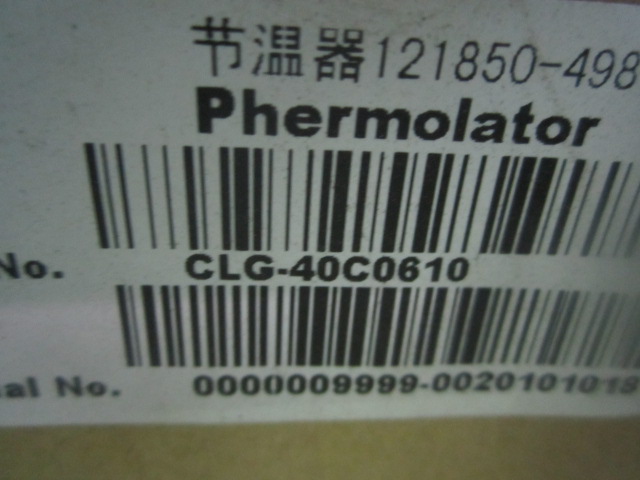 节温器121850-498
Phermolator
No. CLG-40C0610
al No. 0000009999-0020101018